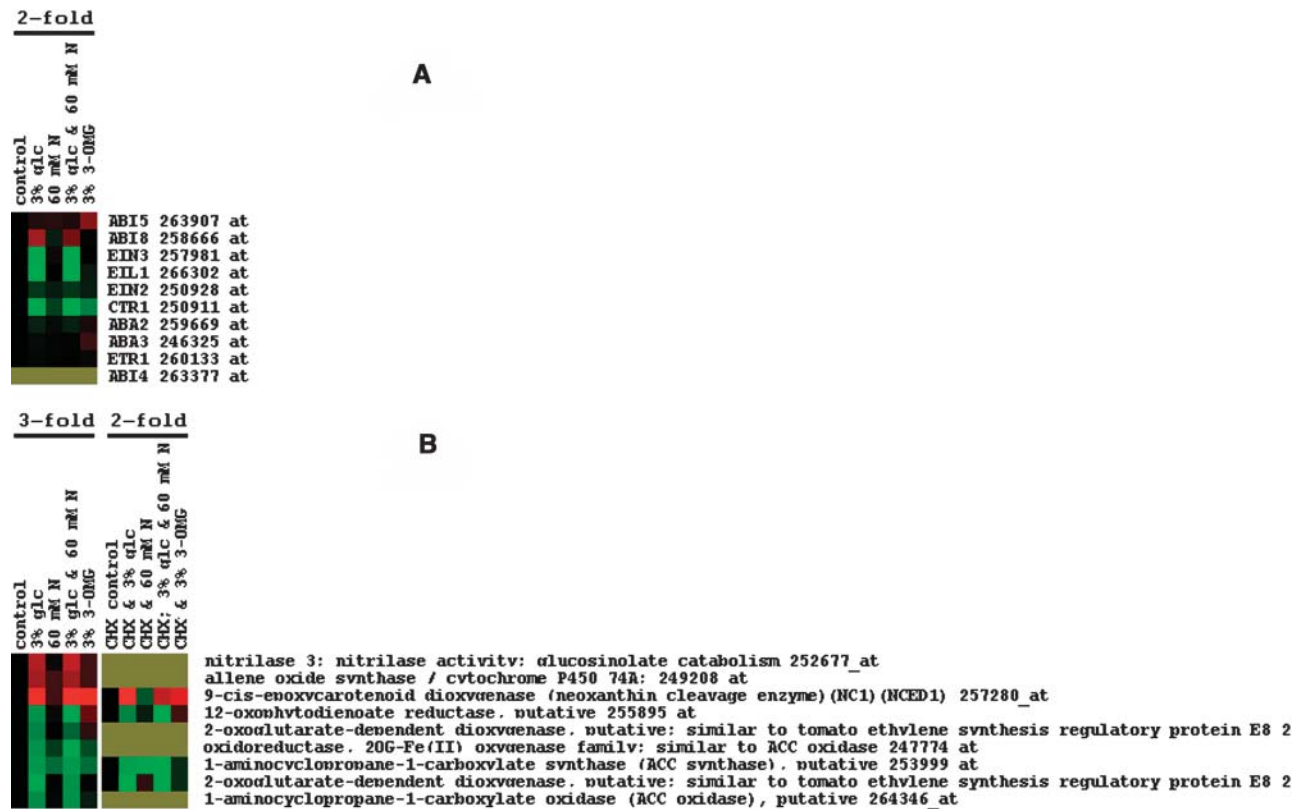 2-fold
A
control
3% glc
60 mM N
3% glc & 60 mM N
3% 3-OMG
ABI5 263907 at
ABI8 258666 at
EIN3 257981 at
EIL1 266302 at
EIN2 250928 at
CTR1 250911 at
ABA2 259669 at
ABA3 246325 at
ETR1 260133 at
ABI4 263377 at
3-fold 2-fold
B
control
3% glc
60 mM N
3% glc & 60 mM N
3% 3-OMG
CHX control
CHX & 3% glc
CHX & 60 mM N
CHX; 3% glc & 60 mM N
CHX & 3% 3-OMG
nitrilase 3: nitrilase activity: glucosinolate catabolism 252677_at
allene oxide synthase / cytochrome P450 74A: 249208 at
9-cis-epoxycarotenoid dioxygenase (neoxanthin cleavage enzyme)(NC1)(NCED1) 257280_at
12-oxophytodienoate reductase. putative 255895 at
2-oxoglutarate-dependent dioxygenase. putative: similar to tomato ethylene synthesis regulatory protein E8 2
oxidoreductase. 2OG-Fe(II) oxygenase family: similar to ACC oxidase 247774 at
1-aminocyclopropane-1-carboxylate synthase (ACC synthase). putative 253999 at
2-oxoglutarate-dependent dioxygenase. putative: similar to tomato ethylene synthesis regulatory protein E8 2
1-aminocyclopropane-1-carboxylate oxidase (ACC oxidase), putative 264346_at